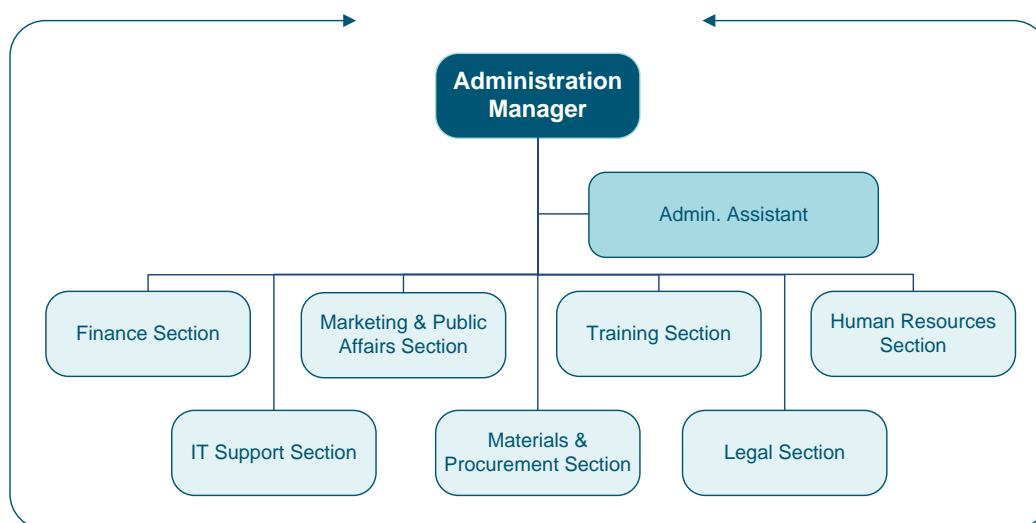 Administration
Manager
Admin. Assistant
Finance Section
Marketing & Public
Affairs Section
Training Section
Human Resources
Section
IT Support Section
Materials &
Procurement Section
Legal Section